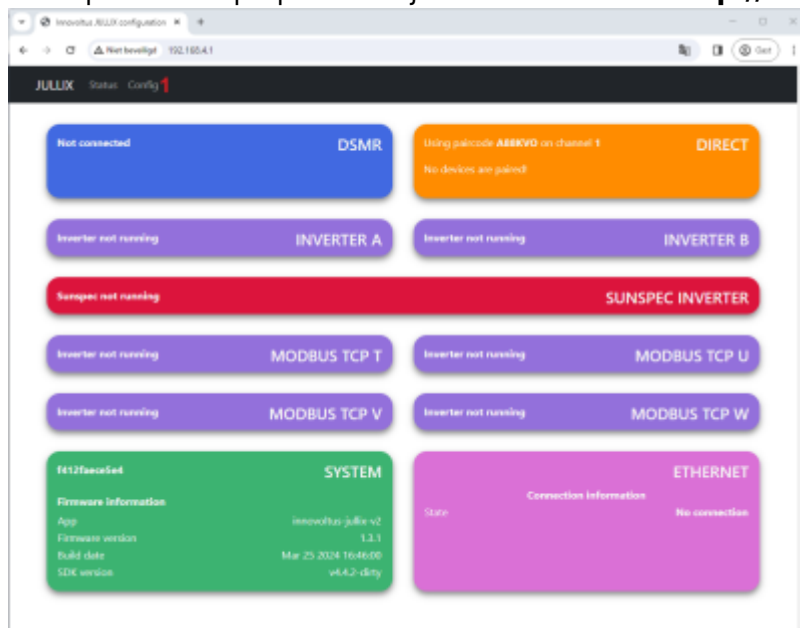 Innovoltus JULLIX configuration
Niet beveiligd 192.168.4.1
Gast
JULLIX Status Config 1
Not connected DSMR
Using paircode A88KVO on channel 1 DIRECT
No devices are paired!
Inverter not running INVERTER A
Inverter not running INVERTER B
Sunspec not running SUNSPEC INVERTER
Inverter not running MODBUS TCP T
Inverter not running MODBUS TCP U
Inverter not running MODBUS TCP V
Inverter not running MODBUS TCP W
f412faece5e4 SYSTEM
Firmware information
App innovoltus-jullix-v2
Firmware version 1.3.1
Build date Mar 25 2024 16:46:00
SDK version v4.4.2-dirty
ETHERNET
Connection information
State No connection